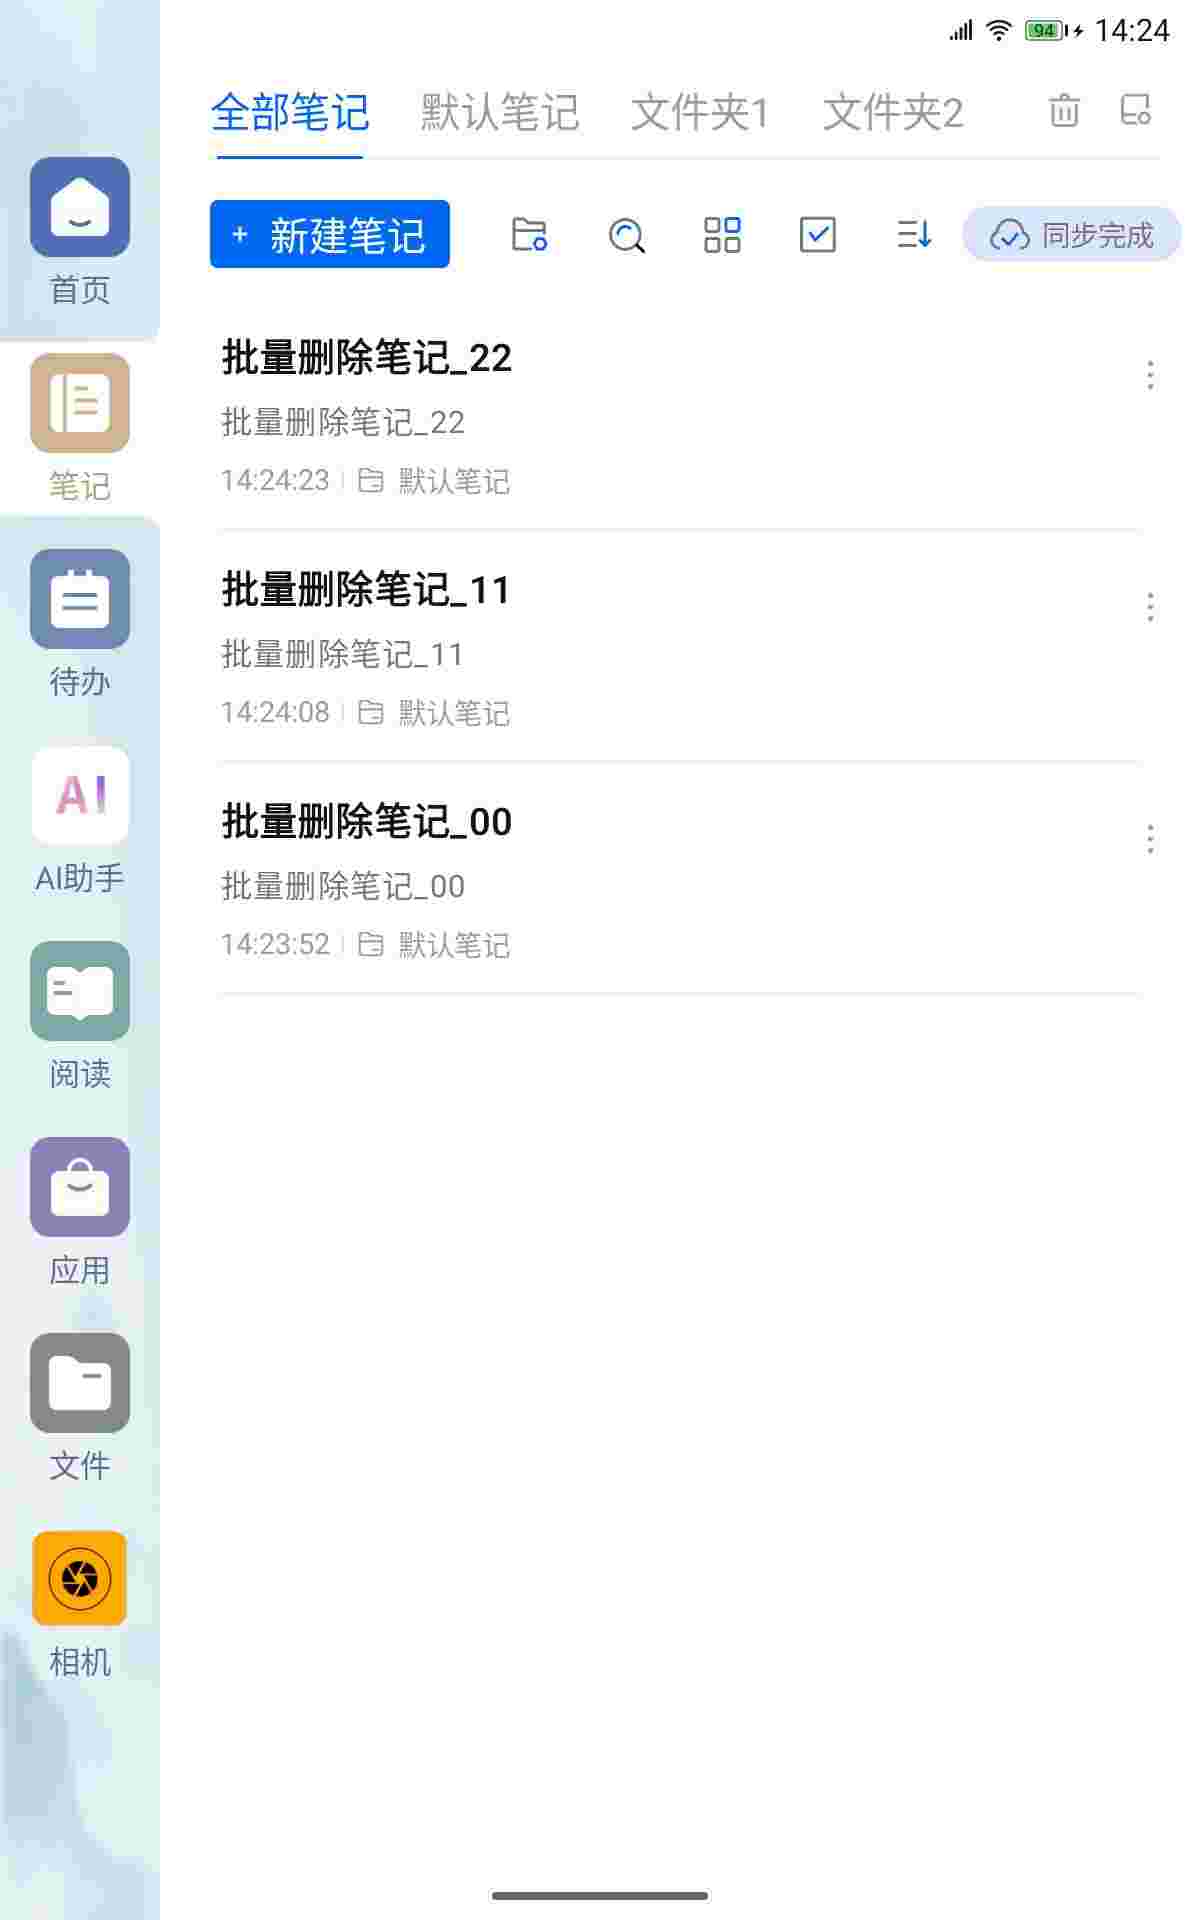 94 14:24
全部笔记 默认笔记 文件夹1 文件夹2
+ 新建笔记 同步完成
首页
笔记
待办
AI
AI助手
阅读
应用
文件
相机
批量删除笔记_22
批量删除笔记_22
14:24:23 默认笔记
批量删除笔记_11
批量删除笔记_11
14:24:08 默认笔记
批量删除笔记_00
批量删除笔记_00
14:23:52 默认笔记